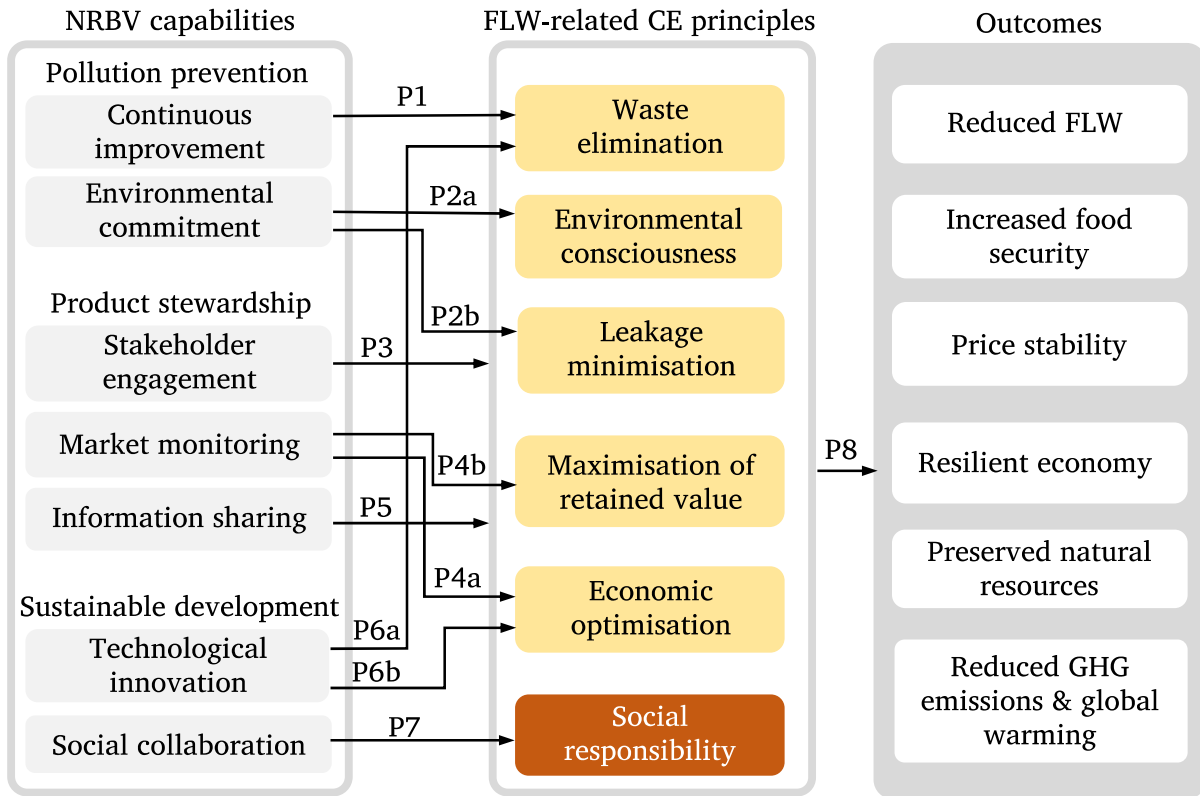 NRBV capabilities
Pollution prevention
Continuous
improvement
Environmental
commitment
Product stewardship
Stakeholder
engagement
Market monitoring
Information sharing
Sustainable development
Technological
innovation
Social collaboration
P1
P2a
P2b
P3
P4b
P5
P4a
P6a
P6b
P7
FLW-related CE principles
Waste
elimination
Environmental
consciousness
Leakage
minimisation
Maximisation of
retained value
Economic
optimisation
Social
responsibility
P8
Outcomes
Reduced FLW
Increased food
security
Price stability
Resilient economy
Preserved natural
resources
Reduced GHG
emissions & global
warming